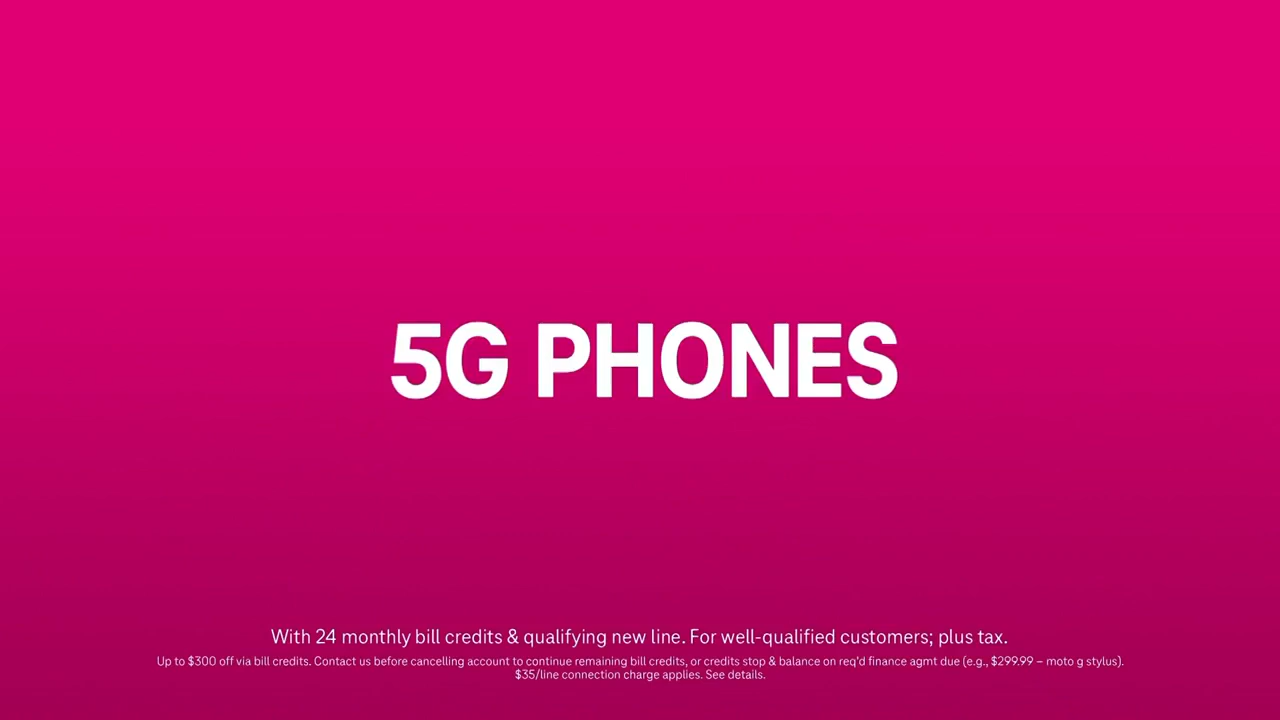 5G PHONES
With 24 monthly bill credits & qualifying new line. For well-qualified customers; plus tax.
Up to $300 off via bill credits. Contact us before cancelling account to continue remaining bill credits, or credits stop & balance on req'd finance agmt due (e.g., $299.99 – moto g stylus).
$35/line connection charge applies. See details.